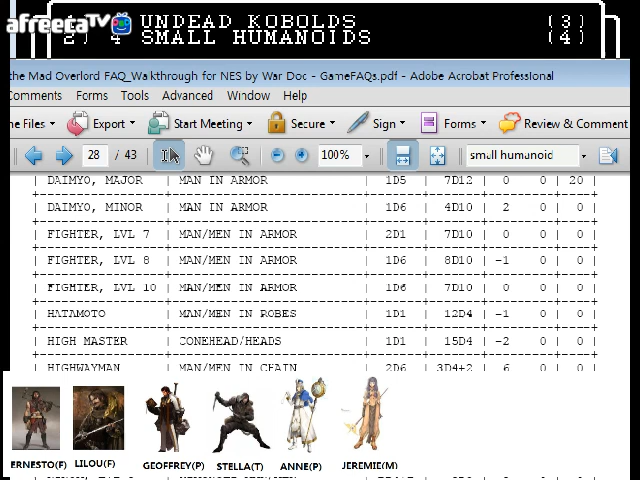 afreecaTV
UNDEAD KOBOLDS (3)
2) 4 SMALL HUMANOIDS (4)
the Mad Overlord FAQ_Walkthrough for NES by War Doc - GameFAQs.pdf - Adobe Acrobat Professional
Comments Forms Tools Advanced Window Help
ne Files Export Start Meeting Secure Sign Forms Review & Comment
28 / 43 100% small humanoid
| DAIMYO, MAJOR | MAN IN ARMOR | 1D5 | 7D12 | 0 0 | 20 |
| DAIMYO, MINOR | MAN IN ARMOR | 1D6 | 4D10 | 2 0 | 0 |
| FIGHTER, LVL 7 | MAN/MEN IN ARMOR | 2D1 | 7D10 | 0 0 | 0 |
| FIGHTER, LVL 8 | MAN/MEN IN ARMOR | 1D6 | 8D10 | -1 0 | 0 |
| FIGHTER, LVL 10 | MAN/MEN IN ARMOR | 1D6 | 7D10 | 0 0 | 0 |
| HATAMOTO | MAN/MEN IN ROBES | 1D1 | 12D4 | -1 0 | 0 |
| HIGH MASTER | CONEHEAD/HEADS | 1D1 | 15D4 | -2 0 | 0 |
| HIGHWAYMAN | MAN/MEN IN CHAIN | 2D6 | 3D4+2 | 6 0 | 0 |
ERNESTO(F) LILOU(F) GEOFFREY(P) STELLA(T) ANNE(P) JEREMIE(M)